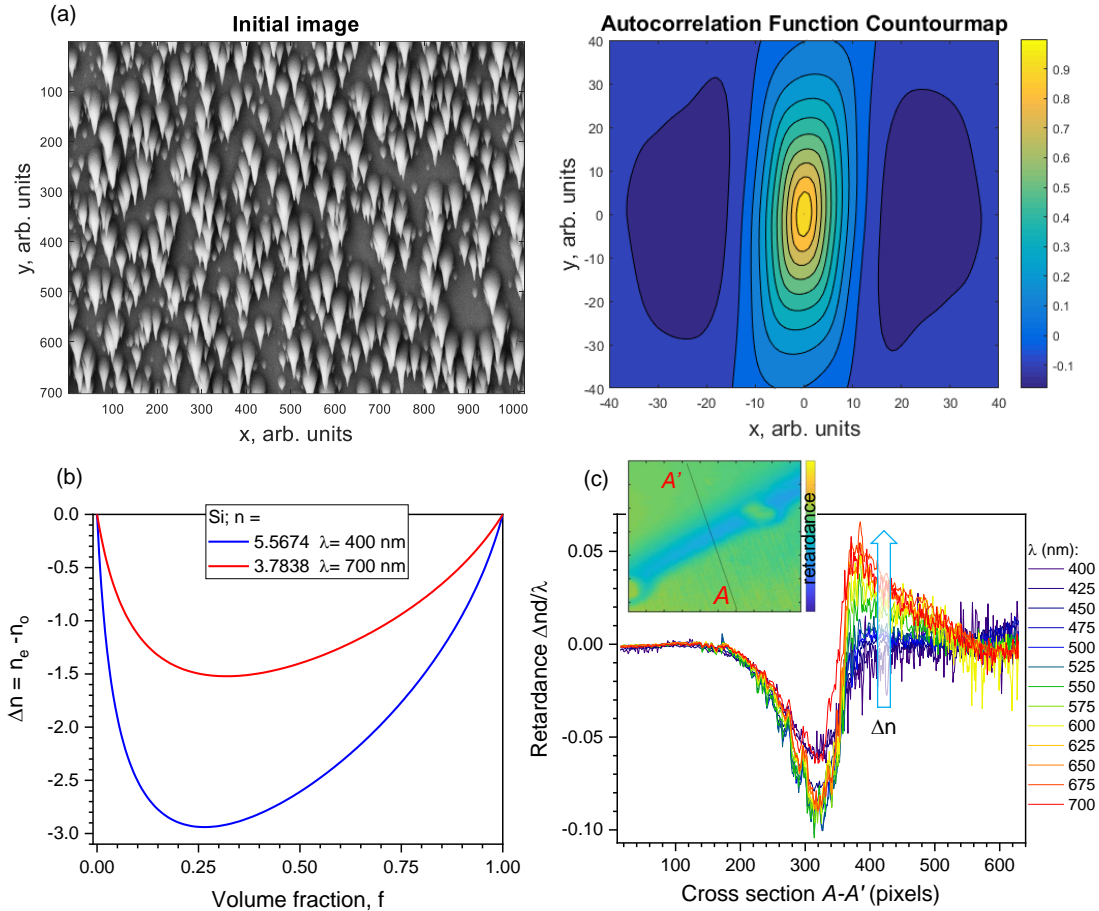 (a)
Initial image
100
200
300
400
500
600
700
y, arb. units
100 200 300 400 500 600 700 800 900 1000
x, arb. units
Autocorrelation Function Countourmap
40
30
20
10
0
-10
-20
-30
-40
y, arb. units
-40 -20 -10 0 10 20 40
x, arb. units
0.9
0.8
0.7
0.6
0.5
0.4
0.3
0.2
0.1
0
-0.1
(b)
0.0
-0.5
-1.0
-1.5
-2.0
-2.5
-3.0
Δn = nₑ -nₒ
Si; n =
5.5674 λ= 400 nm
3.7838 λ= 700 nm
0.00 0.25 0.50 0.75 1.00
Volume fraction, f
(c)
A'
A
retardance
0.05
0.00
-0.05
-0.10
Retardance Δnd/λ
Δn
100 200 300 400 500 600
Cross section A-A' (pixels)
λ (nm):
400
425
450
475
500
525
550
575
600
625
650
675
700